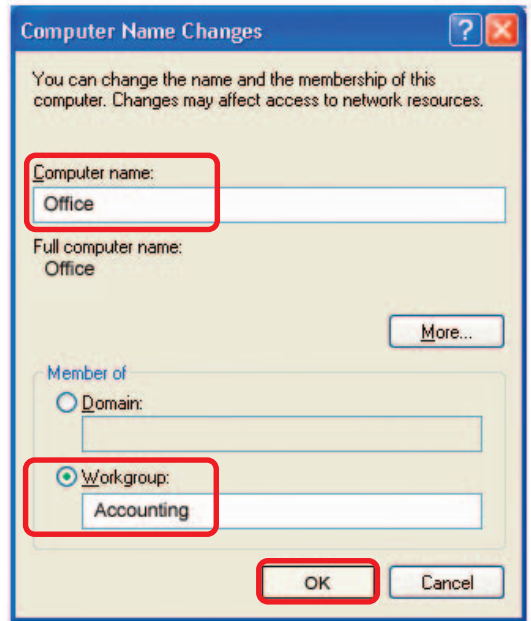 Computer Name Changes
?
You can change the name and the membership of this
computer. Changes may affect access to network resources.
Computer name:
Office
Full computer name:
Office
More...
Member of
Domain:
Workgroup:
Accounting
OK Cancel